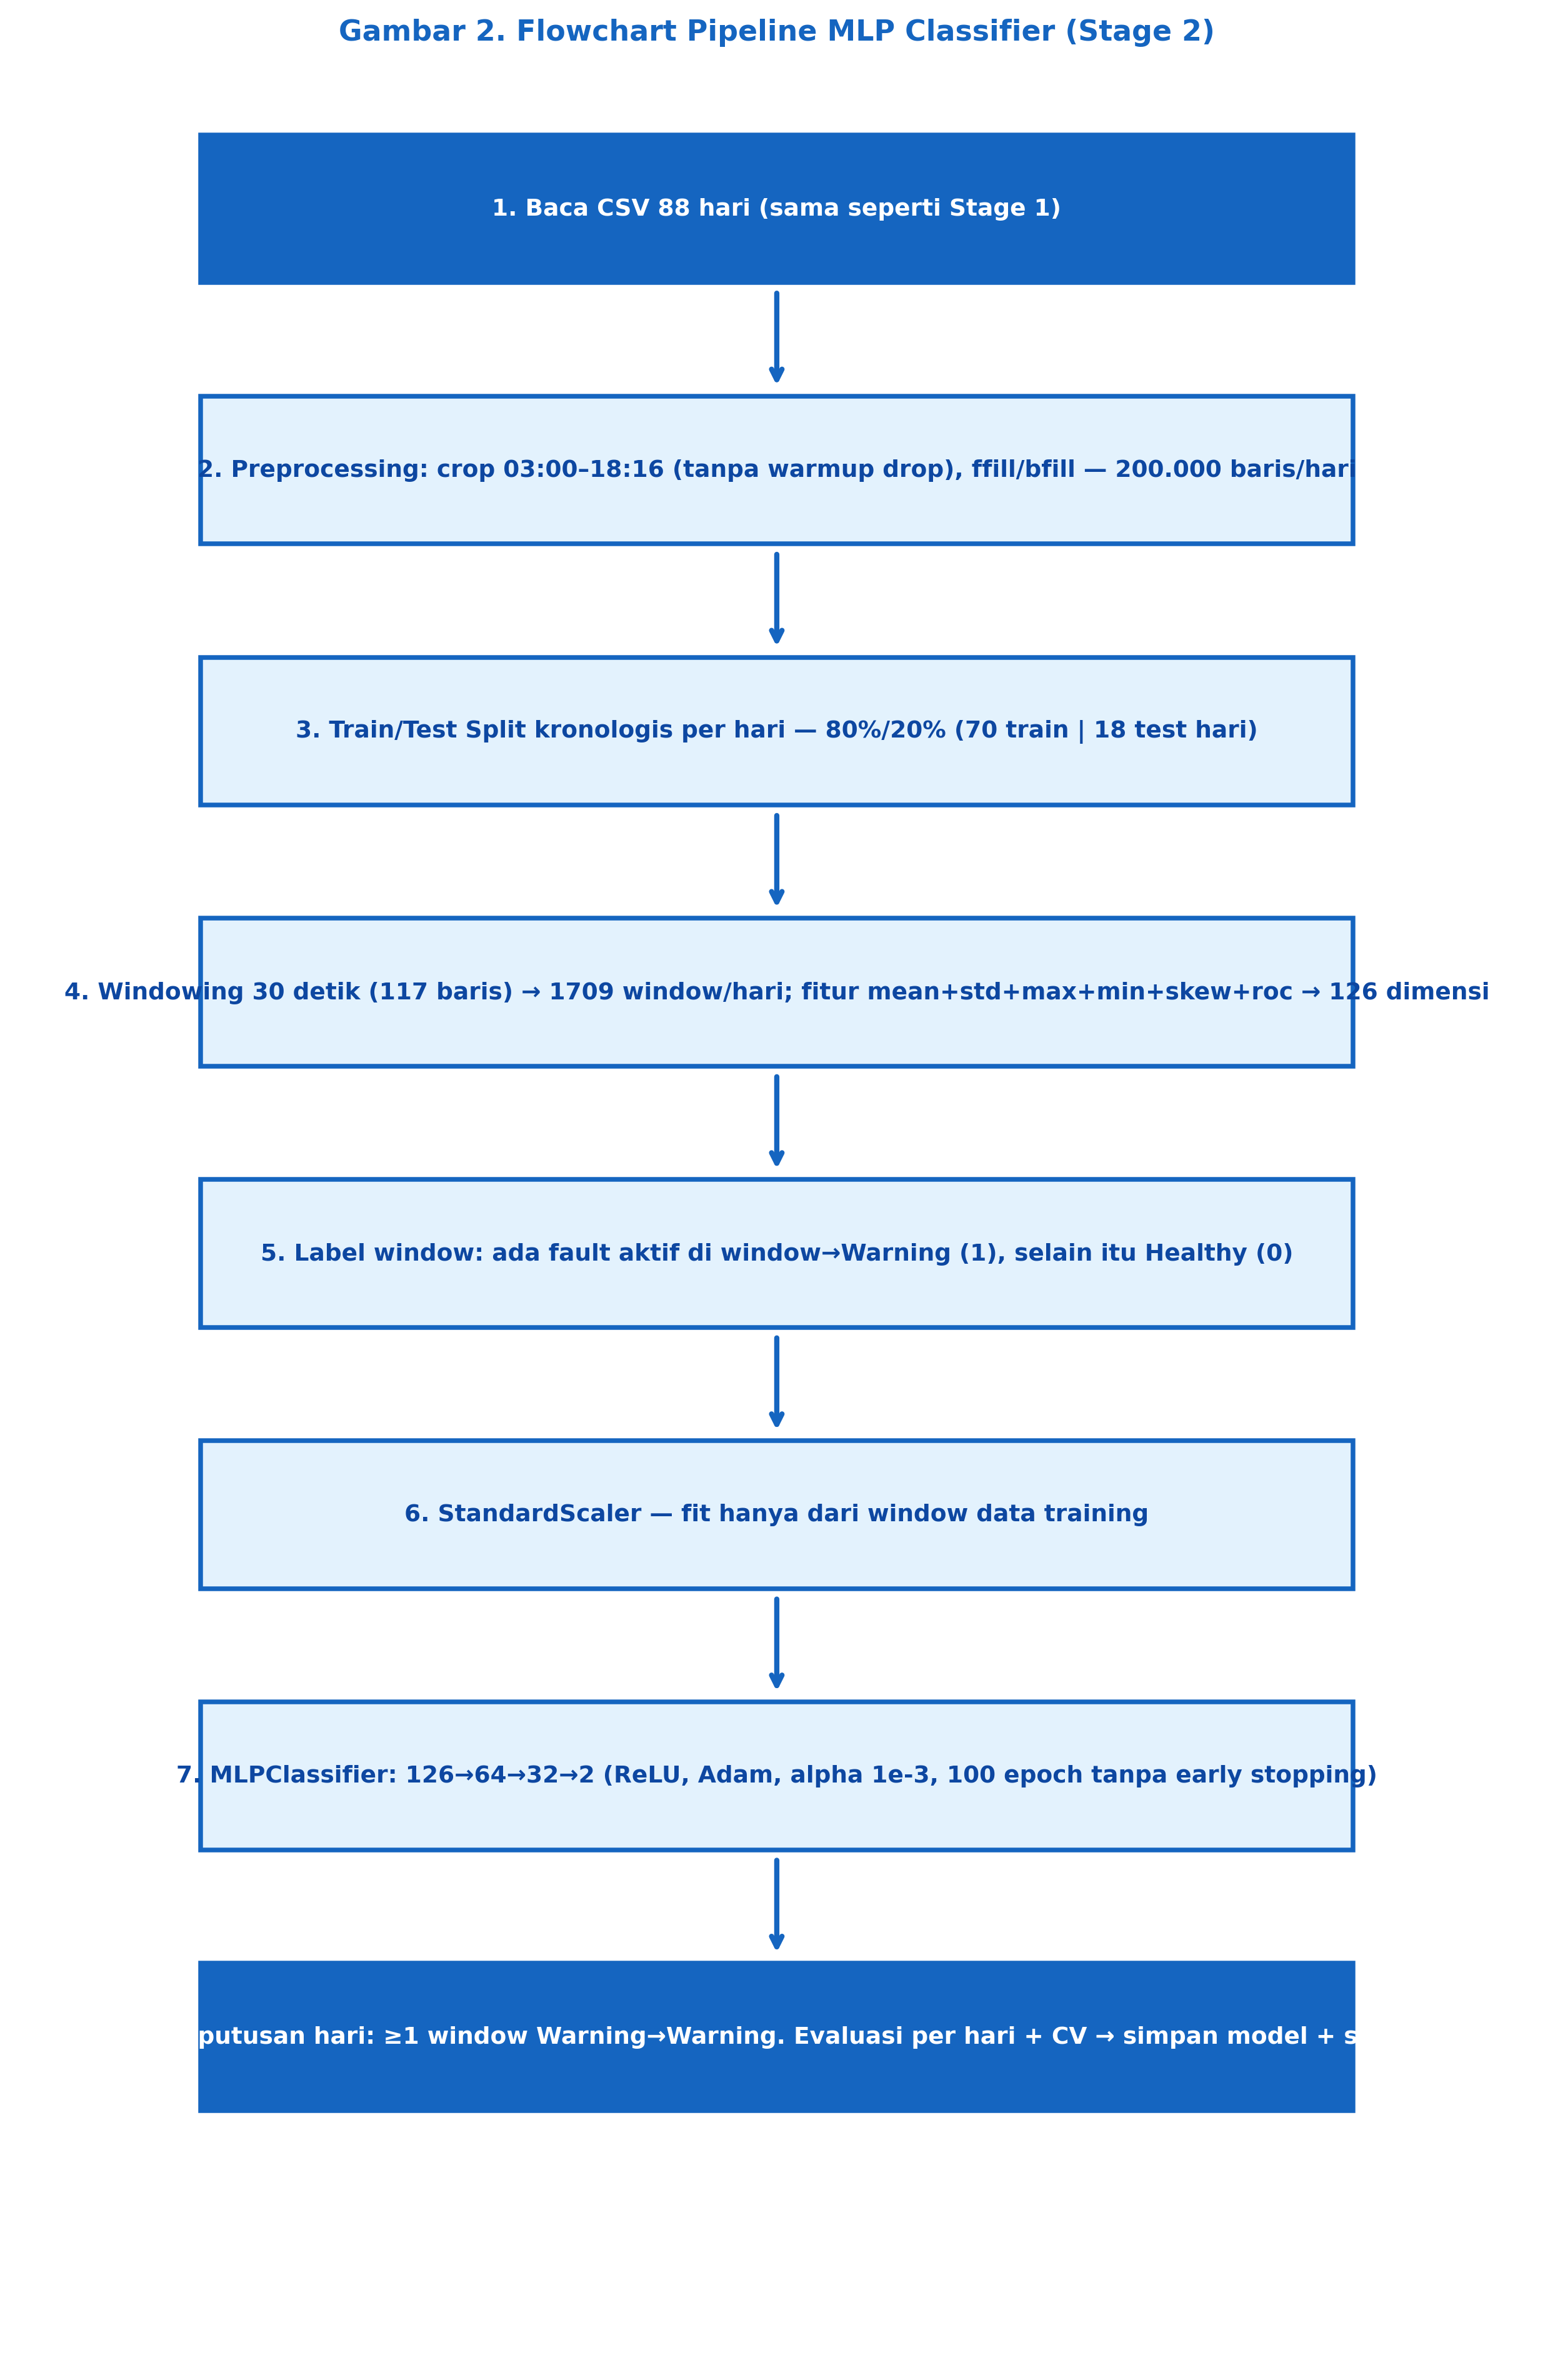 Gambar 2. Flowchart Pipeline MLP Classifier (Stage 2)
1. Baca CSV 88 hari (sama seperti Stage 1)
2. Preprocessing: crop 03:00–18:16 (tanpa warmup drop), ffill/bfill — 200.000 baris/hari
3. Train/Test Split kronologis per hari — 80%/20% (70 train | 18 test hari)
4. Windowing 30 detik (117 baris) → 1709 window/hari; fitur mean+std+max+min+skew+roc → 126 dimensi
5. Label window: ada fault aktif di window→Warning (1), selain itu Healthy (0)
6. StandardScaler — fit hanya dari window data training
7. MLPClassifier: 126→64→32→2 (ReLU, Adam, alpha 1e-3, 100 epoch tanpa early stopping)
putusan hari: ≥1 window Warning→Warning. Evaluasi per hari + CV → simpan model + s